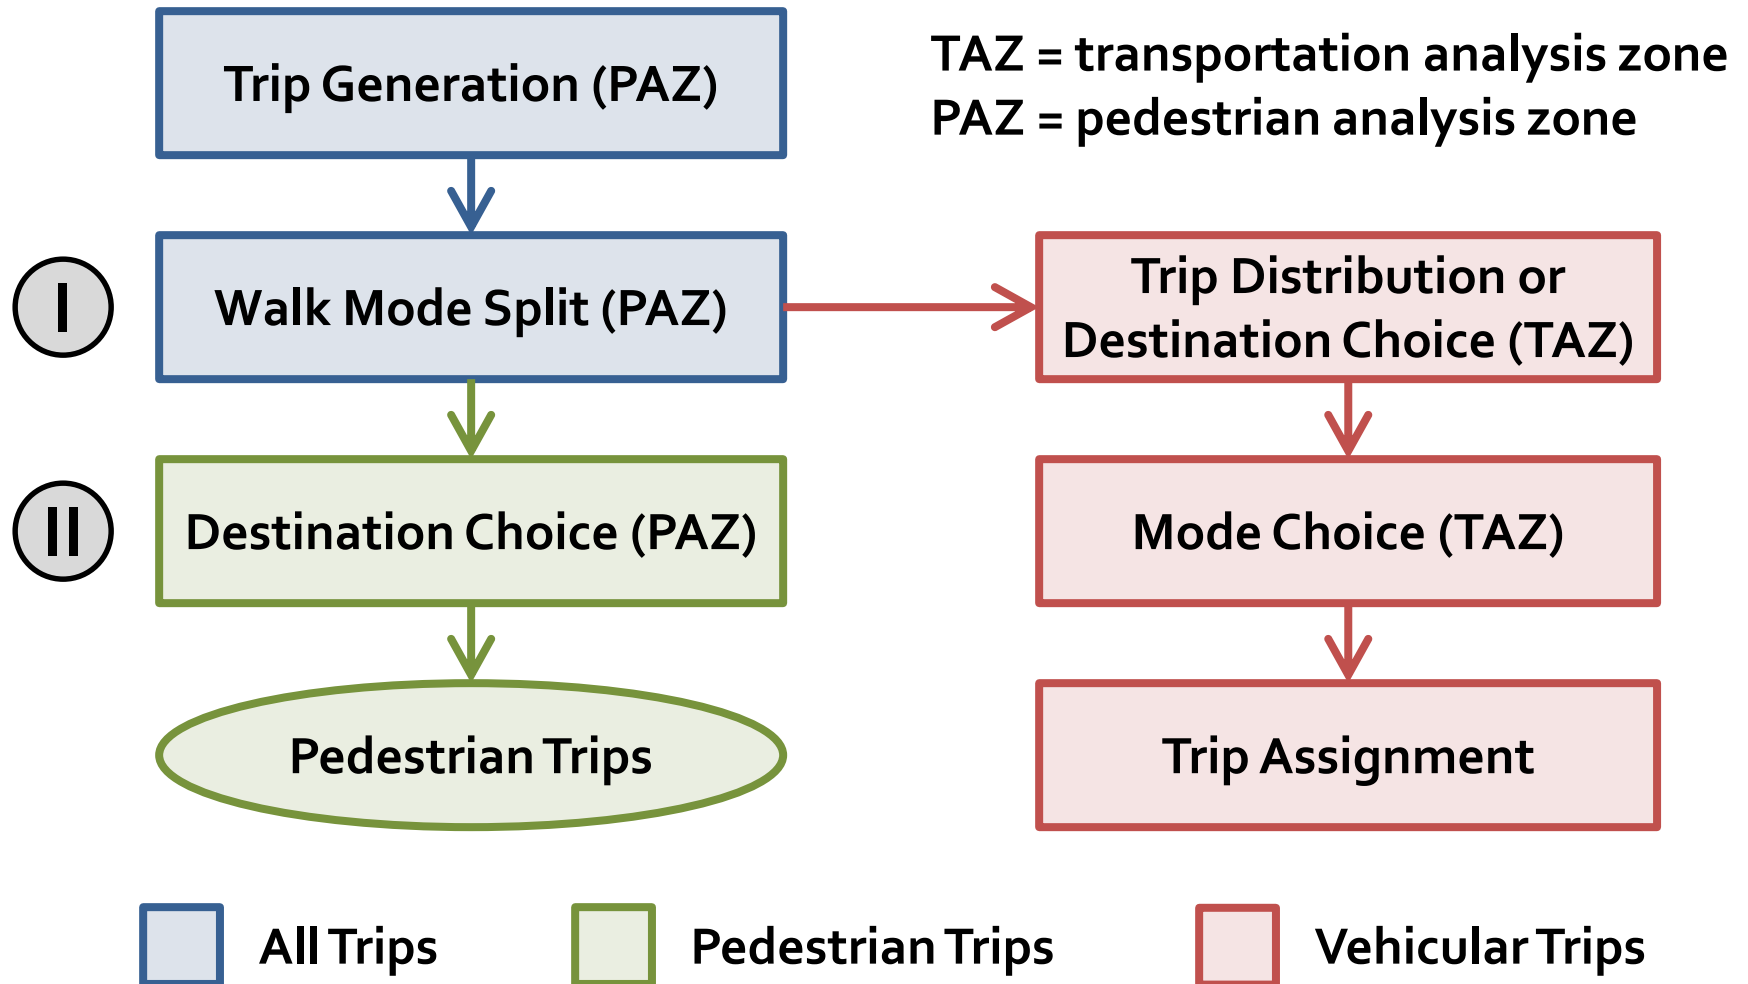 Trip Generation (PAZ)
TAZ = transportation analysis zone
PAZ = pedestrian analysis zone
I
Walk Mode Split (PAZ)
Trip Distribution or
Destination Choice (TAZ)
II
Destination Choice (PAZ)
Mode Choice (TAZ)
Pedestrian Trips
Trip Assignment
All Trips
Pedestrian Trips
Vehicular Trips